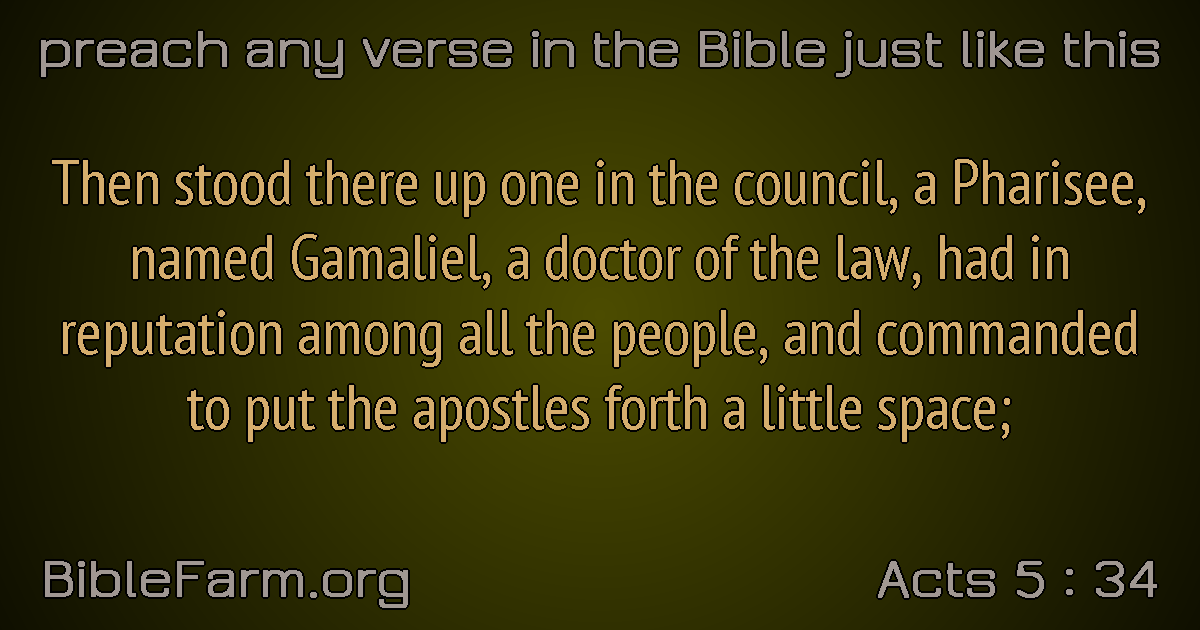 preach any verse in the Bible just like this
Then stood there up one in the council, a Pharisee,
named Gamaliel, a doctor of the law, had in
reputation among all the people, and commanded
to put the apostles forth a little space;
BibleFarm.org
Acts 5 : 34